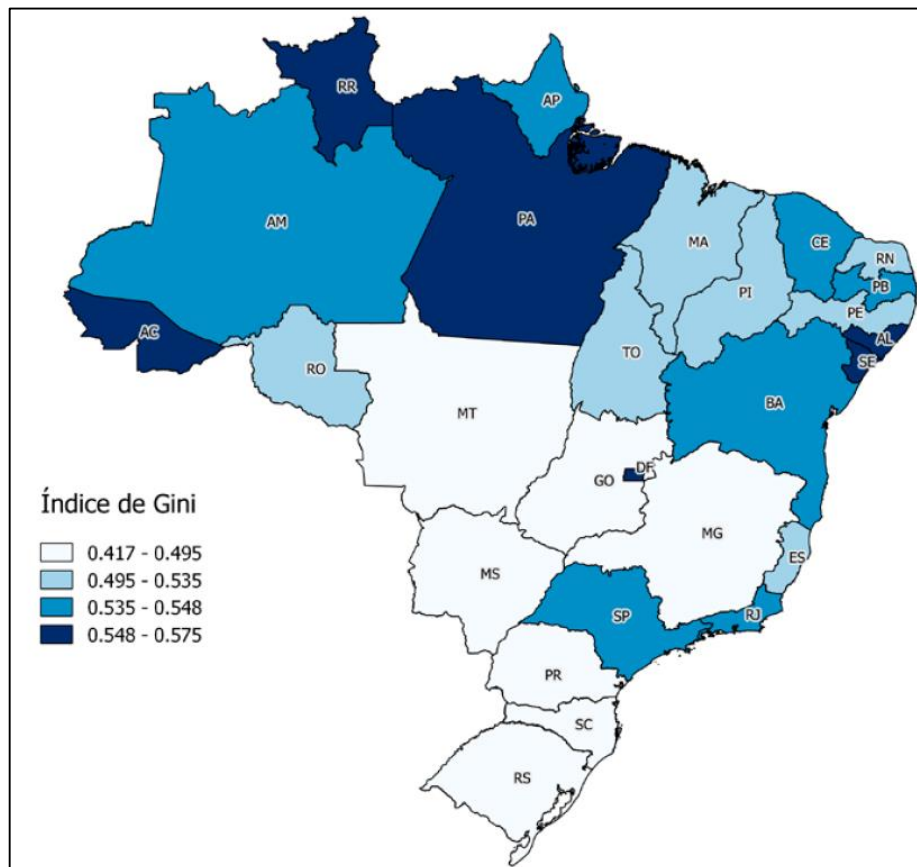 RR
AP
AM
PA
MA
CE
RN
PB
PI
PE
AL
SE
AC
RO
TO
BA
MT
DF
GO
MG
ES
MS
SP
RJ
PR
SC
RS
Índice de Gini
0.417 - 0.495
0.495 - 0.535
0.535 - 0.548
0.548 - 0.575